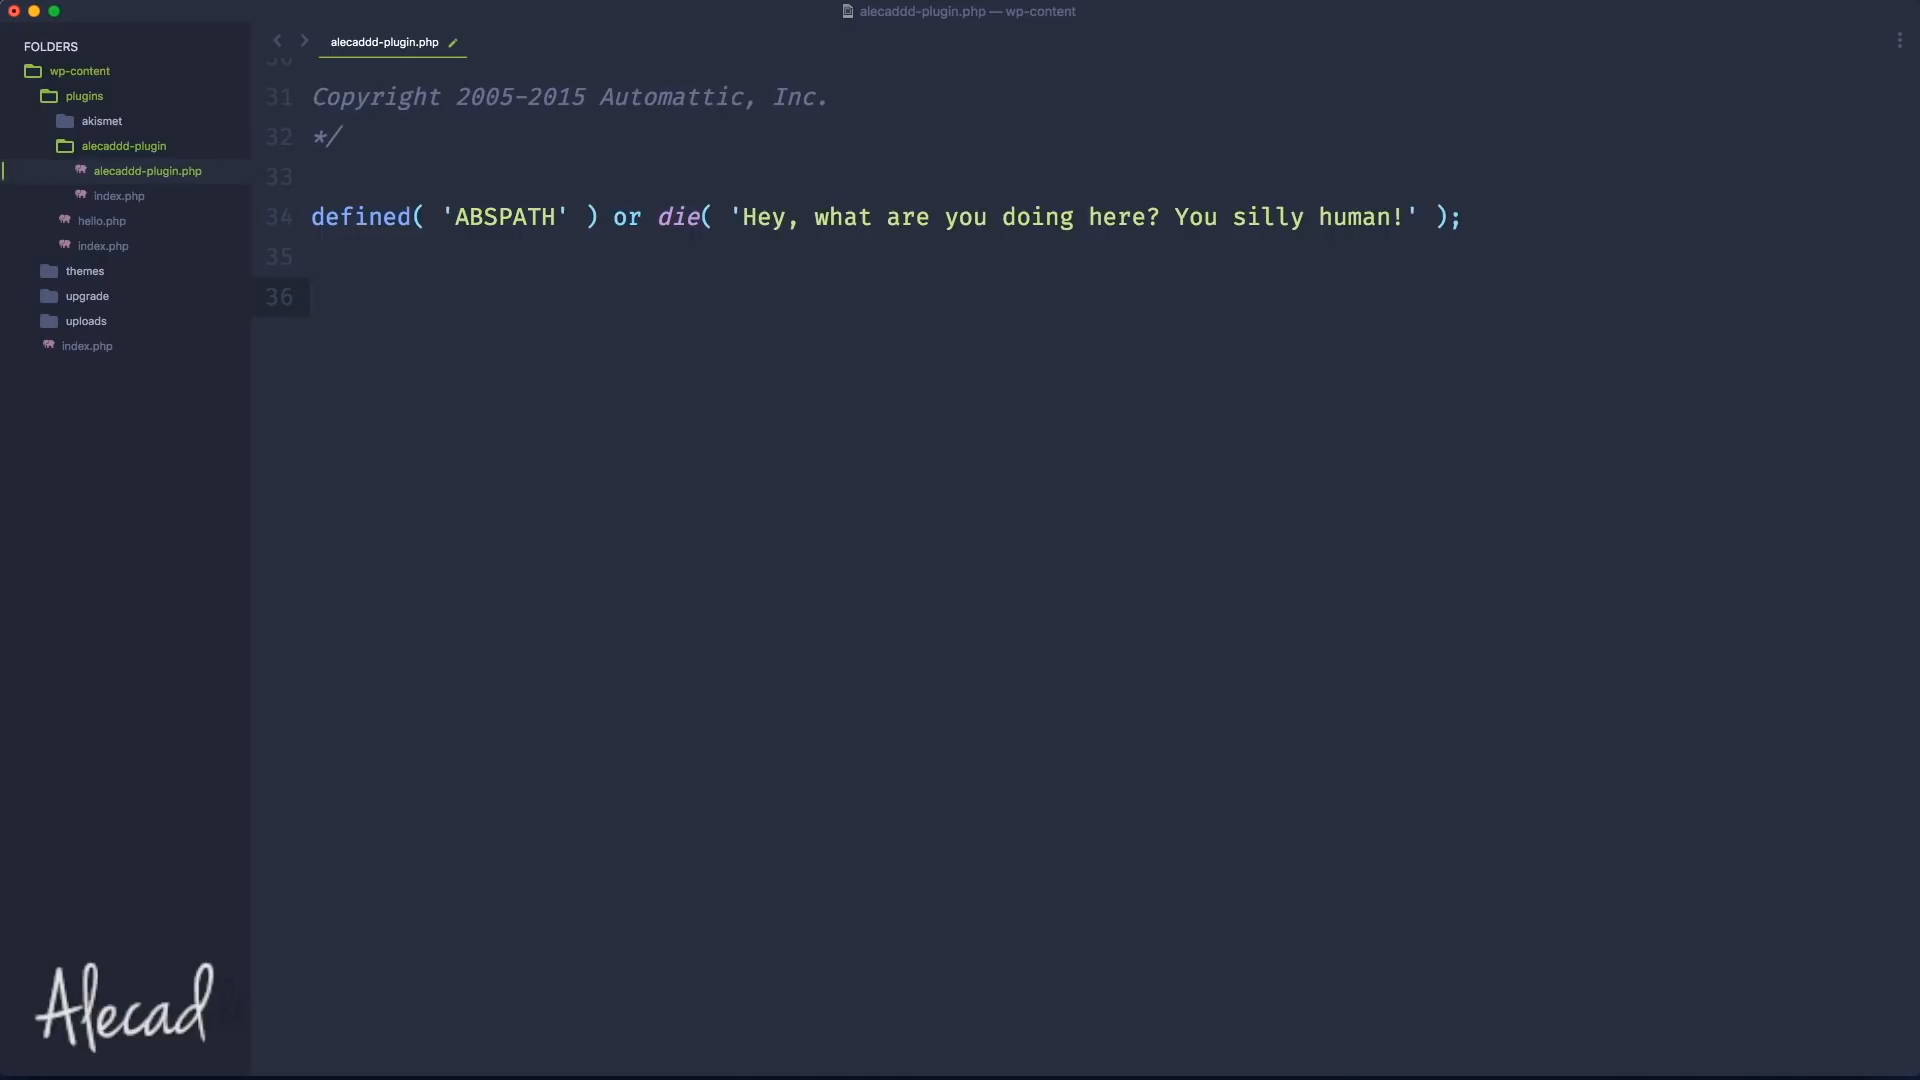 alecaddd-plugin.php — wp-content
FOLDERS
wp-content
plugins
akismet
alecaddd-plugin
alecaddd-plugin.php
index.php
hello.php
index.php
themes
upgrade
uploads
index.php
alecaddd-plugin.php
30
31 Copyright 2005-2015 Automattic, Inc.
32 */
33
34 defined( 'ABSPATH' ) or die( 'Hey, what are you doing here? You silly human!' );
35
36
Alecad